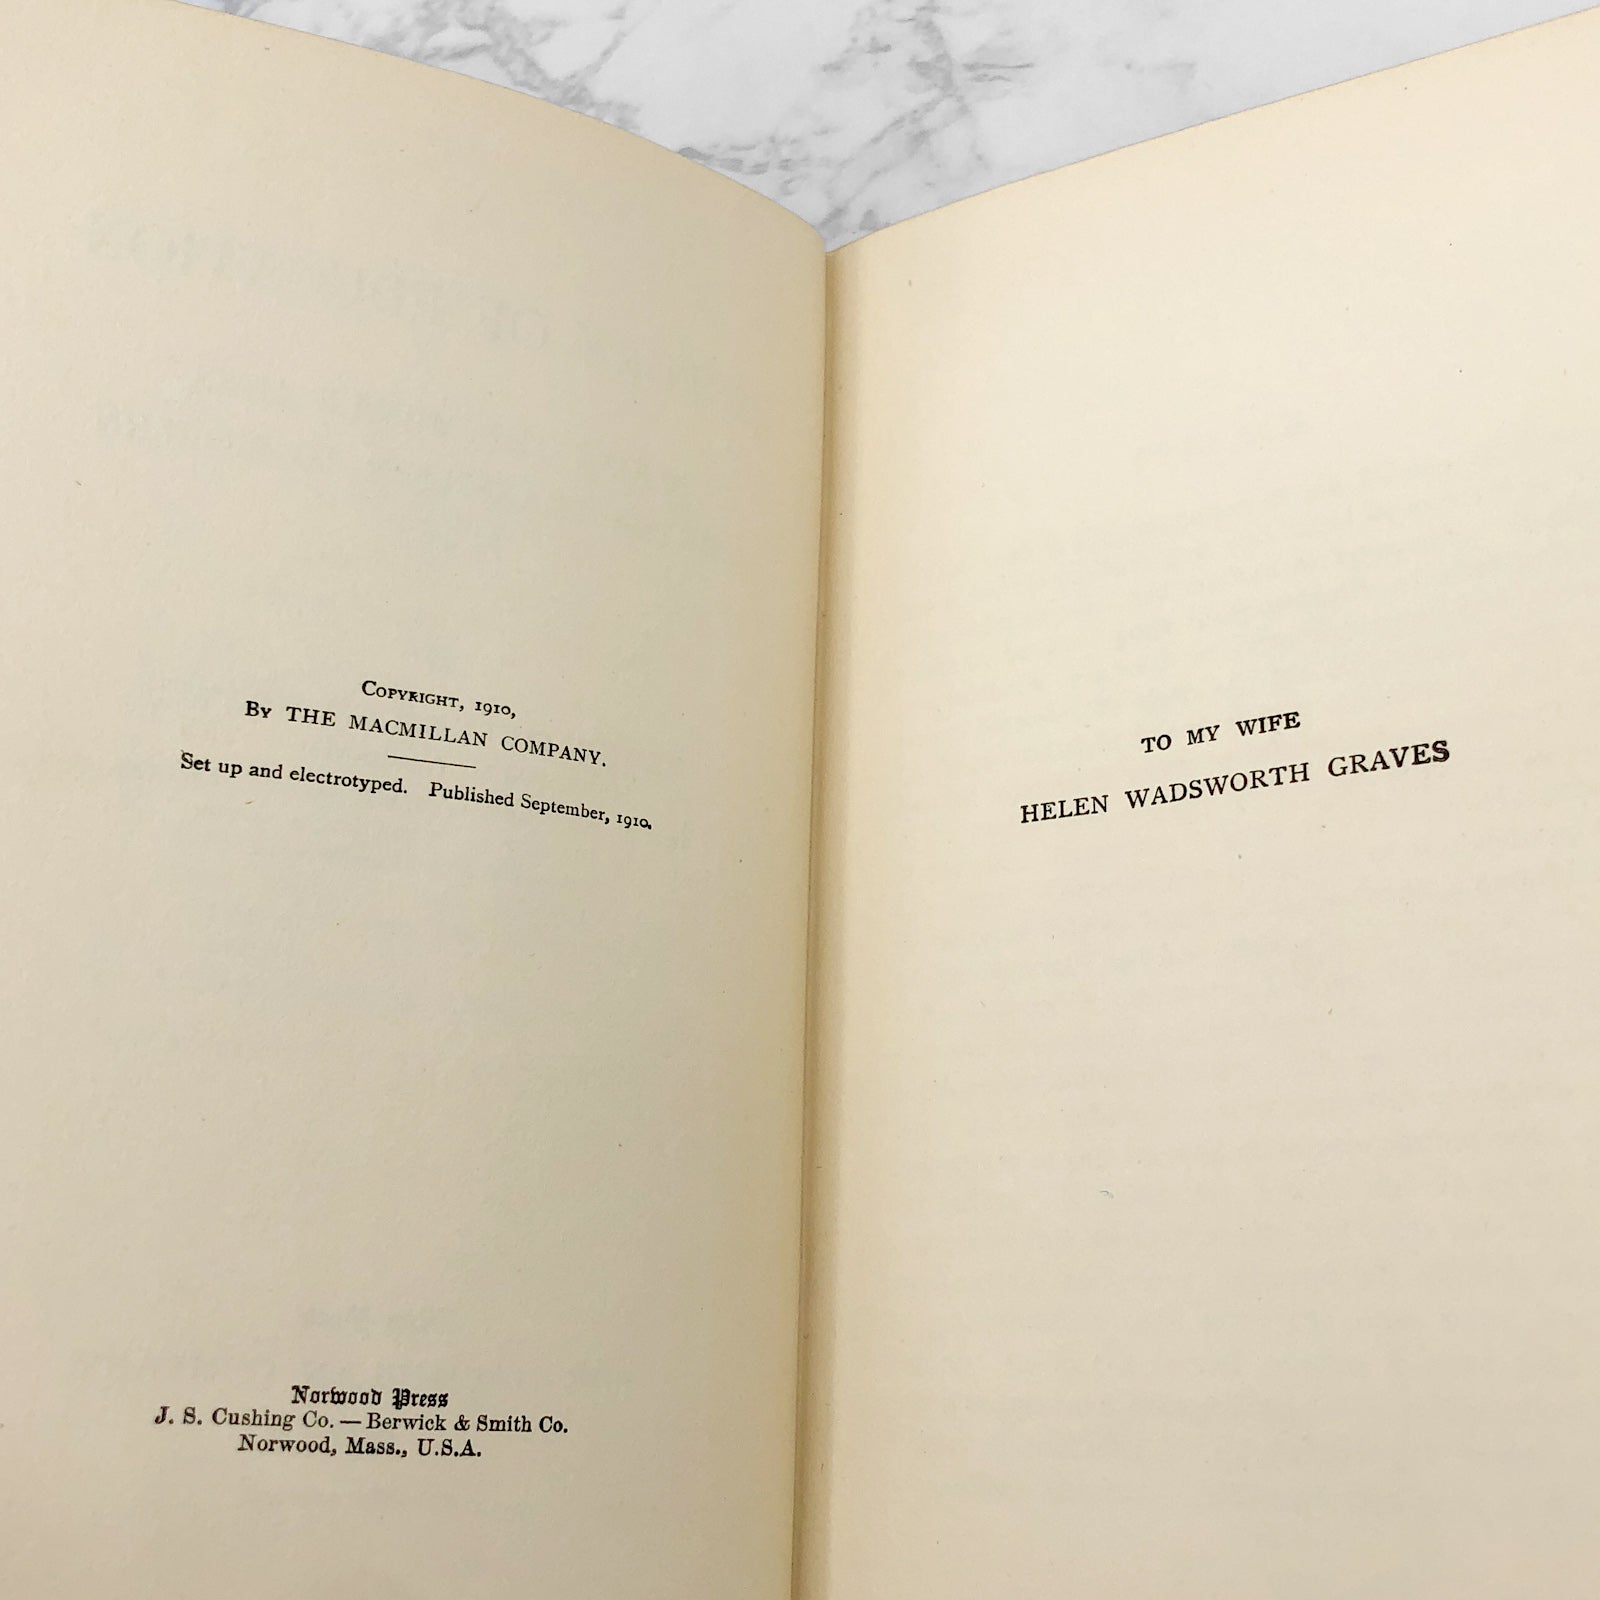 Copyright, 1910,
By THE MACMILLAN COMPANY.
Set up and electrotyped. Published September, 1910.
Norwood Press
J. S. Cushing Co. — Berwick & Smith Co.
Norwood, Mass., U.S.A.
TO MY WIFE
HELEN WADSWORTH GRAVES